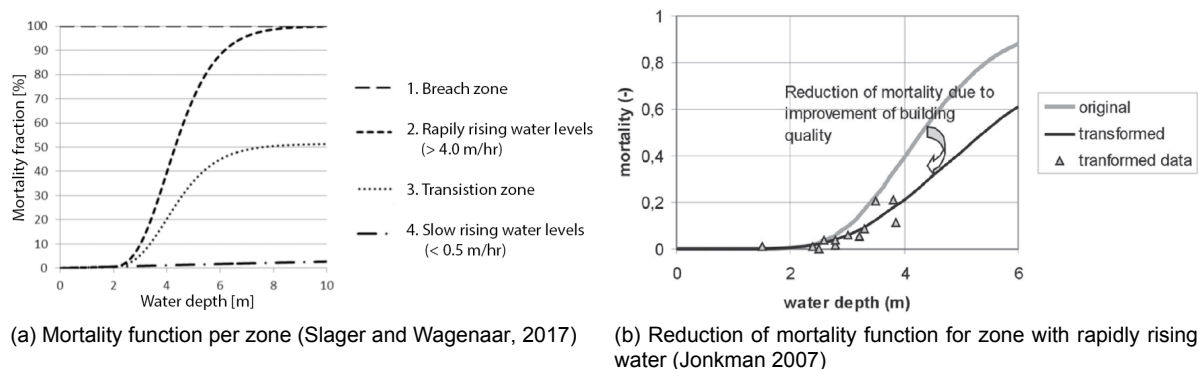 100
90
80
70
60
50
40
30
20
10
0
Mortality fraction [%]
0 2 4 6 8 10
Water depth [m]
1. Breach zone
2. Rapily rising water levels
(> 4.0 m/hr)
3. Transistion zone
4. Slow rising water levels
(< 0.5 m/hr)
(a) Mortality function per zone (Slager and Wagenaar, 2017)
1
0,8
0,6
0,4
0,2
0
mortality (-)
Reduction of mortality due to
improvement of building
quality
0 2 4 6
water depth (m)
original
transformed
tranformed data
(b) Reduction of mortality function for zone with rapidly rising
water (Jonkman 2007)